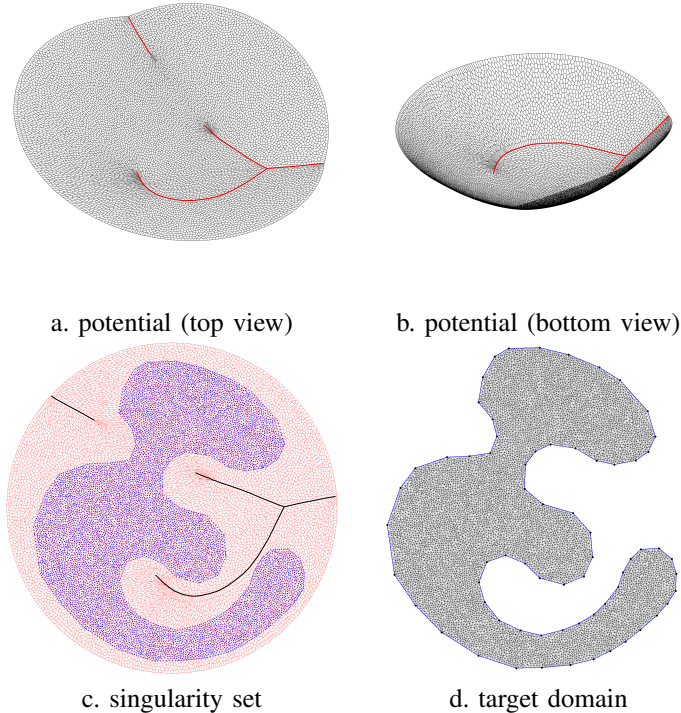 a. potential (top view)
b. potential (bottom view)
c. singularity set
d. target domain